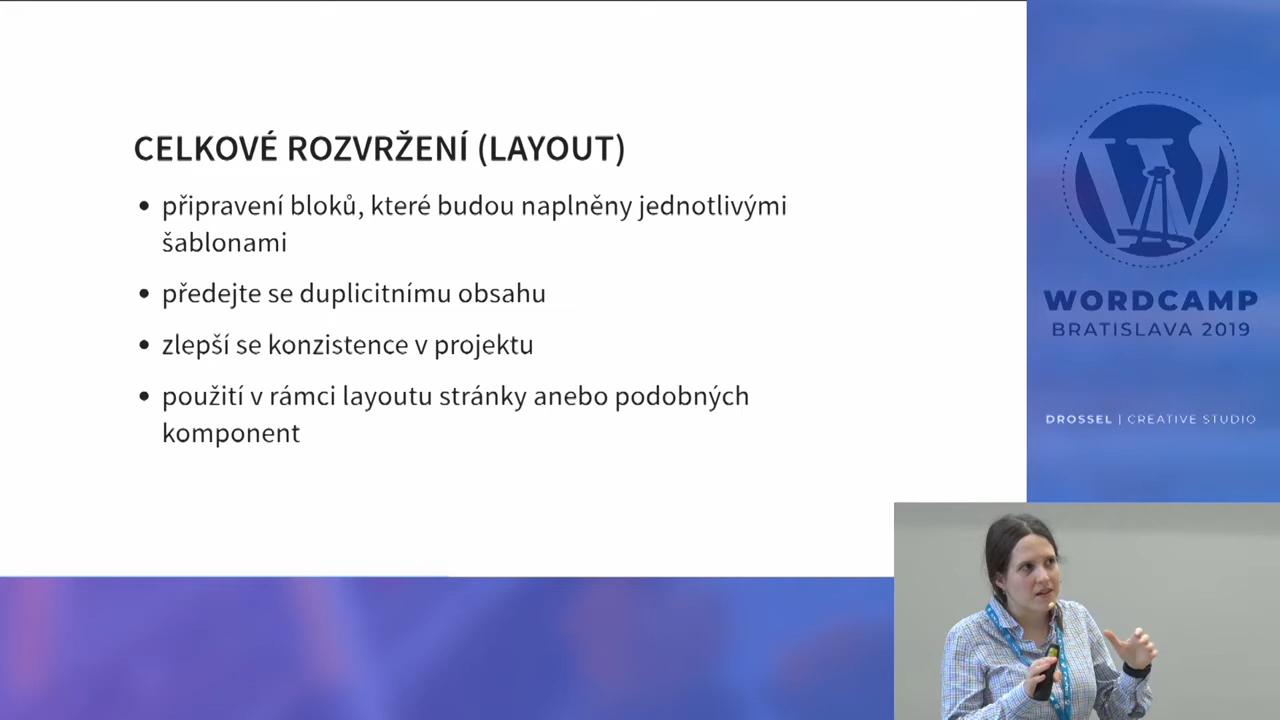 CELKOVÉ ROZVRŽENÍ (LAYOUT)
• připravení bloků, které budou naplněny jednotlivými
šablonami
• předejte se duplicitnímu obsahu
• zlepší se konzistence v projektu
• použití v rámci layoutu stránky anebo podobných
komponent
WORDCAMP
BRATISLAVA 2019
DROSSEL | CREATIVE STUDIO